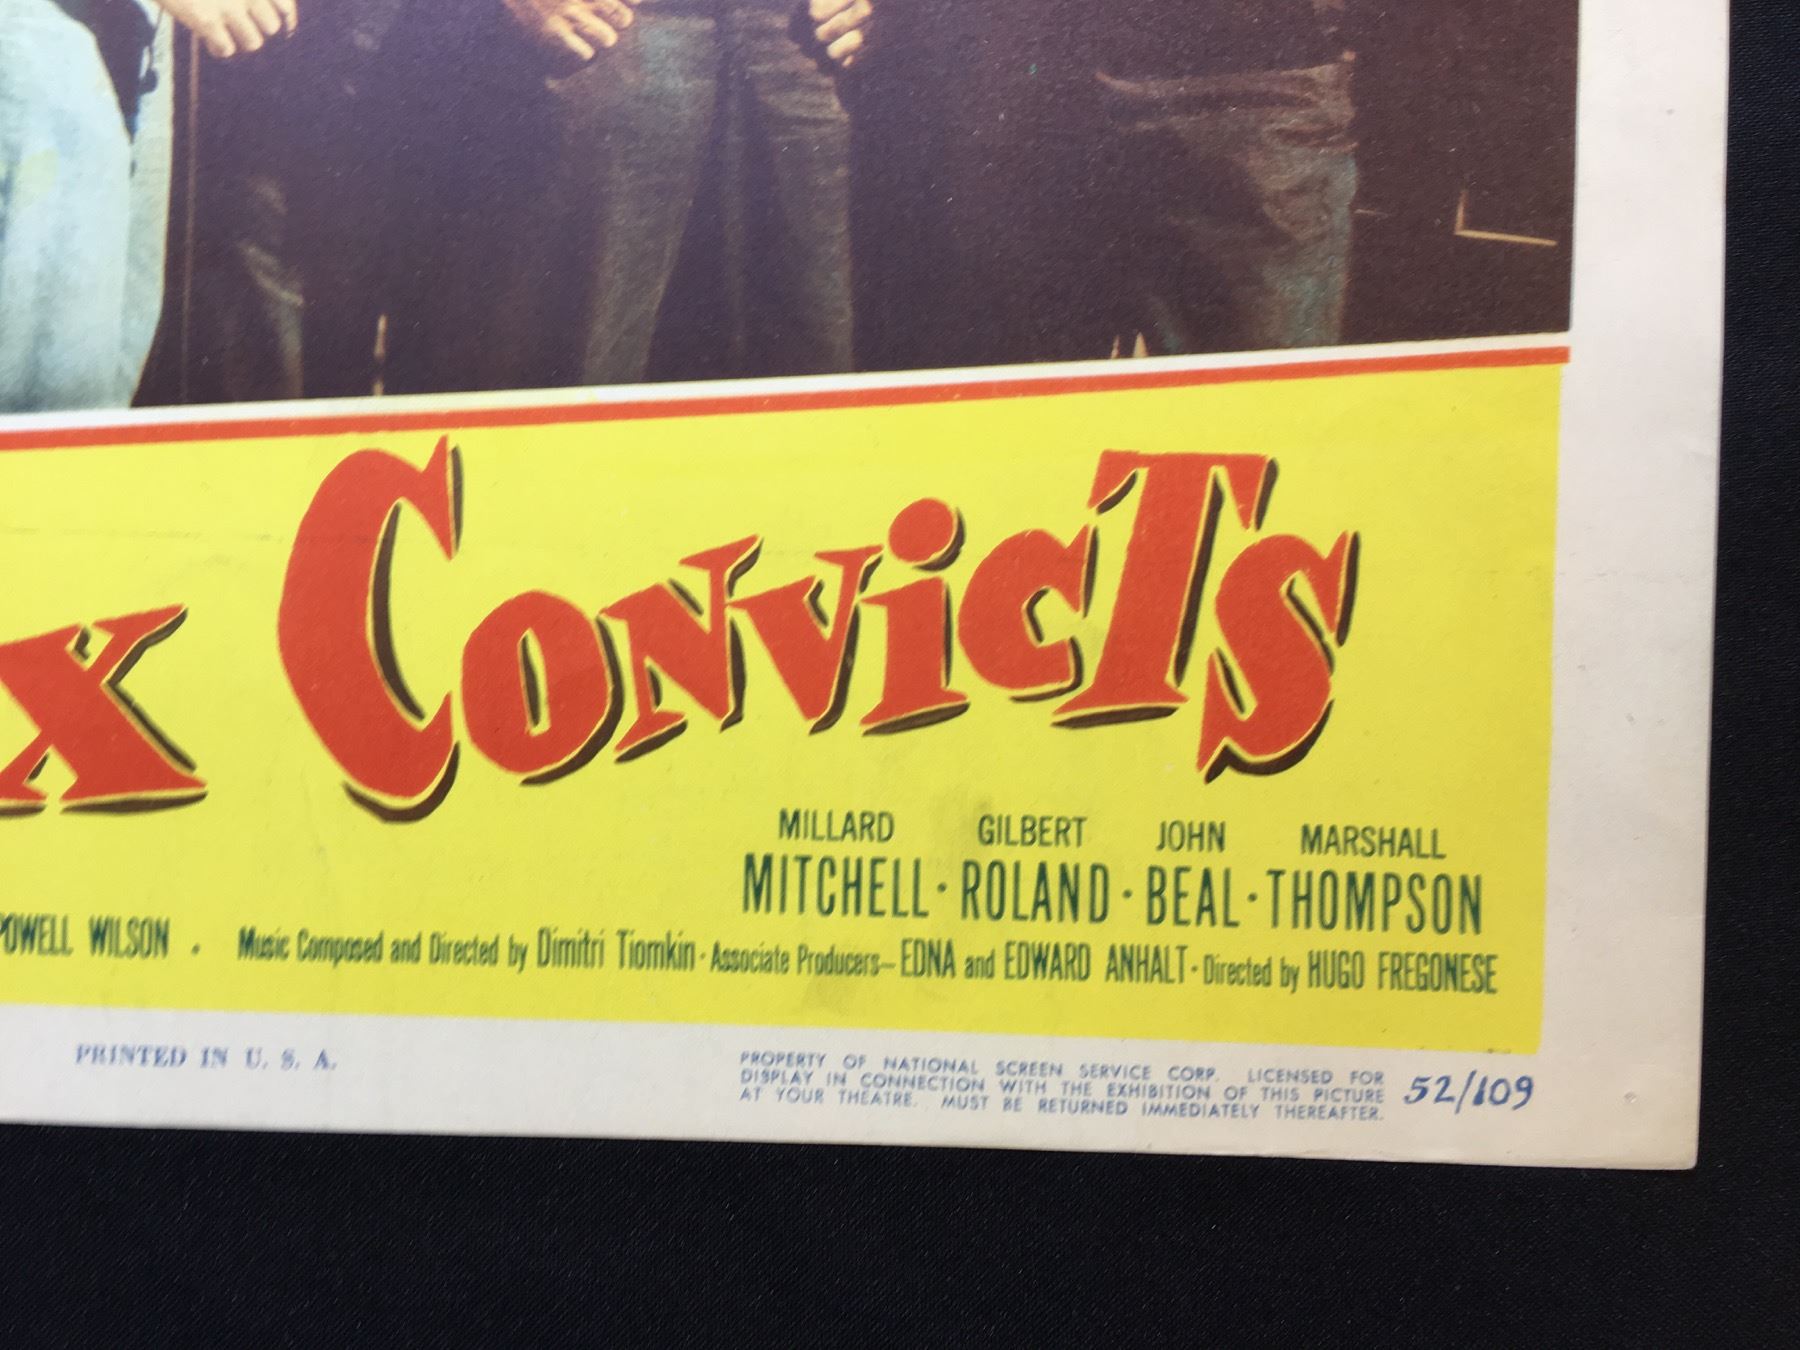 x Convicts
MILLARD GILBERT JOHN MARSHALL
MITCHELL · ROLAND · BEAL · THOMPSON
POWELL WILSON . Music Composed and Directed by Dimitri Tiomkin · Associate Producers— EDNA and EDWARD ANHALT · Directed by HUGO FREGONESE
PRINTED IN U. S. A.
PROPERTY OF NATIONAL SCREEN SERVICE CORP. LICENSED FOR
DISPLAY IN CONNECTION WITH THE EXHIBITION OF THIS PICTURE
AT YOUR THEATRE. MUST BE RETURNED IMMEDIATELY THEREAFTER.
52/109